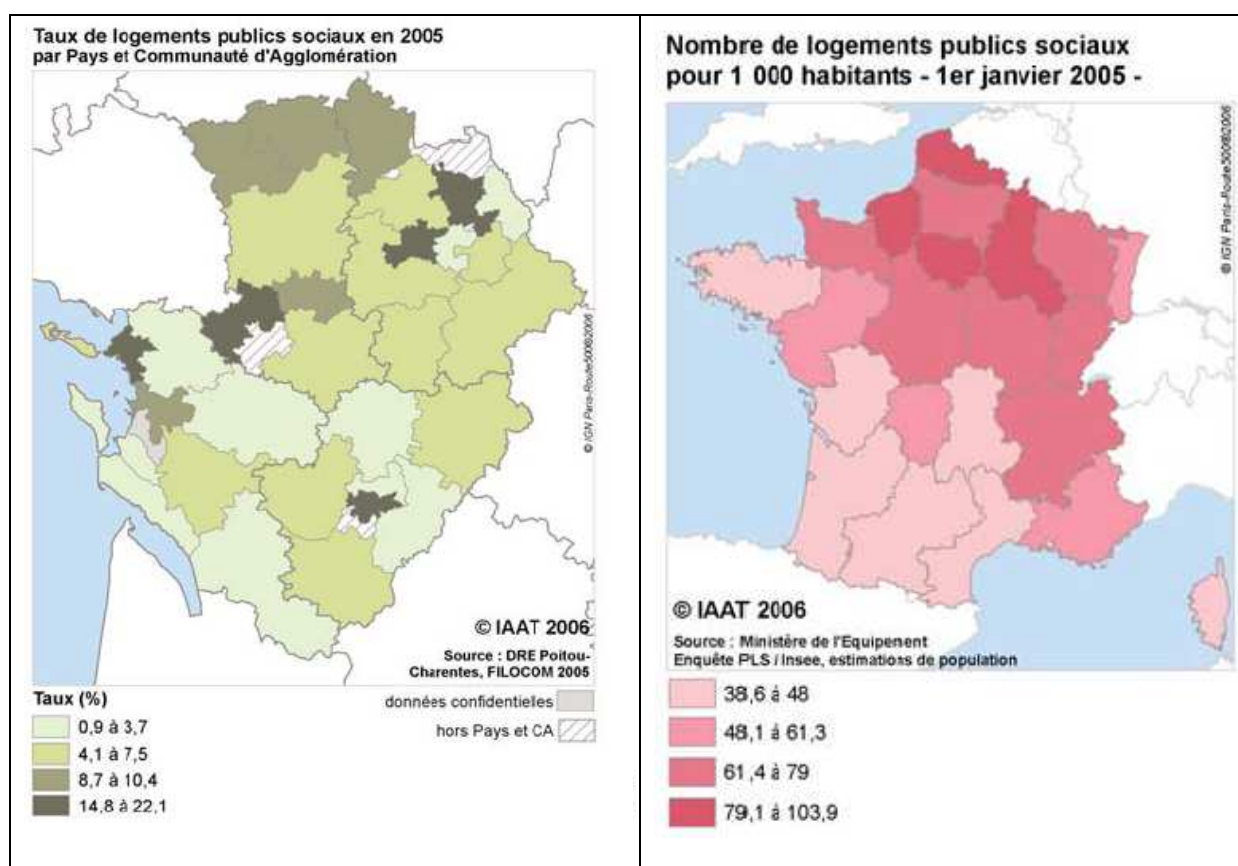 Taux de logements publics sociaux en 2005
par Pays et Communauté d'Agglomération
© IGN Paris-Route500®2006
© IAAT 2006
Source : DRE Poitou-
Charentes, FILOCOM 2005
Taux (%)
0,9 à 3,7
4,1 à 7,5
8,7 à 10,4
14,8 à 22,1
données confidentielles
hors Pays et CA
Nombre de logements publics sociaux
pour 1 000 habitants - 1er janvier 2005 -
© IGN Paris-Route500®2006
© IAAT 2006
Source : Ministère de l'Equipenent
Enquête PLS / Insee, estimations de population
38,6 à 48
48,1 à 61,3
61,4 à 79
79,1 à 103,9